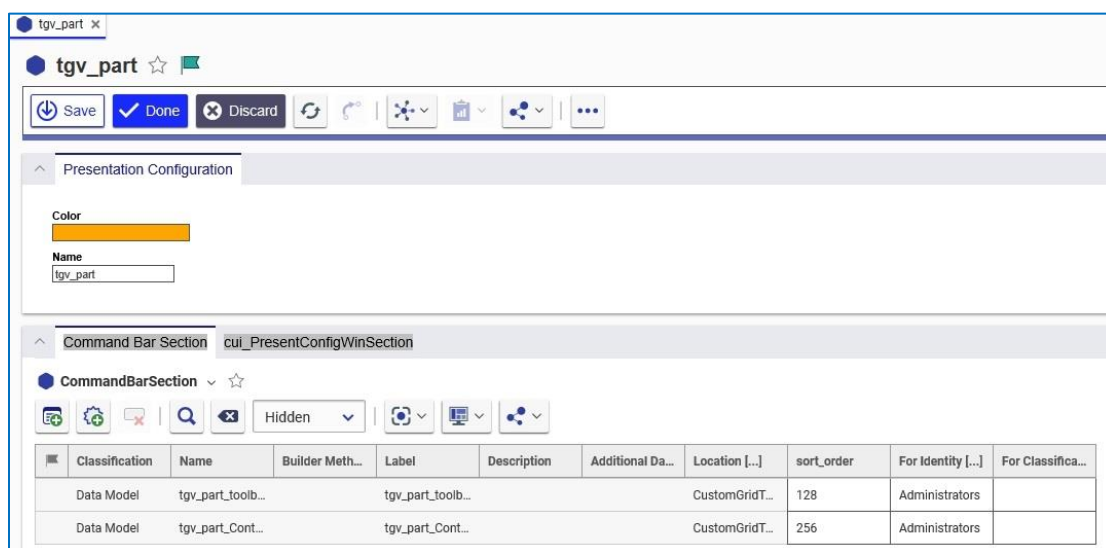 tgv_part
tgv_part
Save Done Discard
Presentation Configuration
Color
Name
tgv_part
Command Bar Section cui_PresentConfigWinSection
CommandBarSection
Hidden
Classification Name Builder Meth... Label Description Additional Da... Location [...] sort_order For Identity [...] For Classifica...
Data Model tgv_part_toolb... tgv_part_toolb... CustomGridT... 128 Administrators
Data Model tgv_part_Cont... tgv_part_Cont... CustomGridT... 256 Administrators